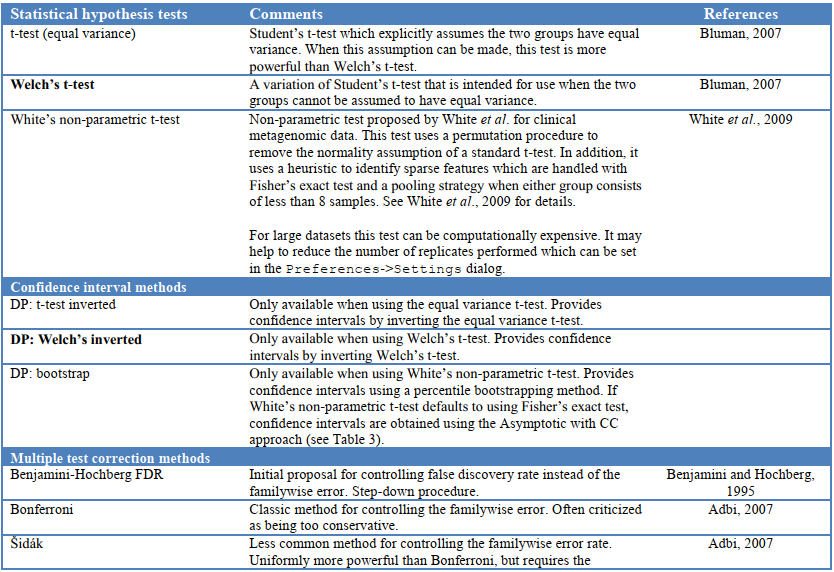 Statistical hypothesis tests Comments References
t-test (equal variance) Student’s t-test which explicitly assumes the two groups have equal Bluman, 2007
variance. When this assumption can be made, this test is more
powerful than Welch’s t-test.
Welch’s t-test A variation of Student’s t-test that is intended for use when the two Bluman, 2007
groups cannot be assumed to have equal variance.
White’s non-parametric t-test Non-parametric test proposed by White et al. for clinical White et al., 2009
metagenomic data. This test uses a permutation procedure to
remove the normality assumption of a standard t-test. In addition, it
uses a heuristic to identify sparse features which are handled with
Fisher’s exact test and a pooling strategy when either group consists
of less than 8 samples. See White et al., 2009 for details.
For large datasets this test can be computationally expensive. It may
help to reduce the number of replicates performed which can be set
in the Preferences->Settings dialog.
Confidence interval methods
DP: t-test inverted Only available when using the equal variance t-test. Provides
confidence intervals by inverting the equal variance t-test.
DP: Welch’s inverted Only available when using Welch’s t-test. Provides confidence
intervals by inverting Welch’s t-test.
DP: bootstrap Only available when using White’s non-parametric t-test. Provides
confidence intervals using a percentile bootstrapping method. If
White’s non-parametric t-test defaults to using Fisher’s exact test,
confidence intervals are obtained using the Asymptotic with CC
approach (see Table 3).
Multiple test correction methods
Benjamini-Hochberg FDR Initial proposal for controlling false discovery rate instead of the Benjamini and Hochberg,
familywise error. Step-down procedure. 1995
Bonferroni Classic method for controlling the familywise error. Often criticized Adbi, 2007
as being too conservative.
Šidák Less common method for controlling the familywise error rate. Adbi, 2007
Uniformly more powerful than Bonferroni, but requires the